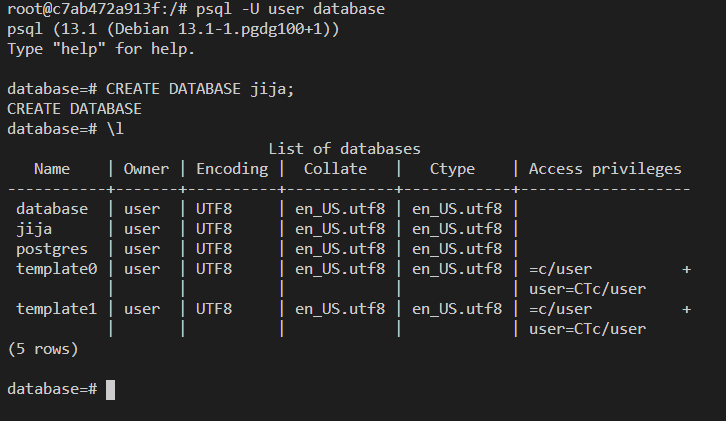 root@c7ab472a913f:/# psql -U user database
psql (13.1 (Debian 13.1-1.pgdg100+1))
Type "help" for help.

database=# CREATE DATABASE jija;
CREATE DATABASE
database=# \l
                             List of databases
   Name    | Owner | Encoding |  Collate   |   Ctype    | Access privileges
-----------+-------+----------+------------+------------+-------------------
 database  | user  | UTF8     | en_US.utf8 | en_US.utf8 |
 jija      | user  | UTF8     | en_US.utf8 | en_US.utf8 |
 postgres  | user  | UTF8     | en_US.utf8 | en_US.utf8 |
 template0 | user  | UTF8     | en_US.utf8 | en_US.utf8 | =c/user          +
           |       |          |            |            | user=CTc/user
 template1 | user  | UTF8     | en_US.utf8 | en_US.utf8 | =c/user          +
           |       |          |            |            | user=CTc/user
(5 rows)

database=#